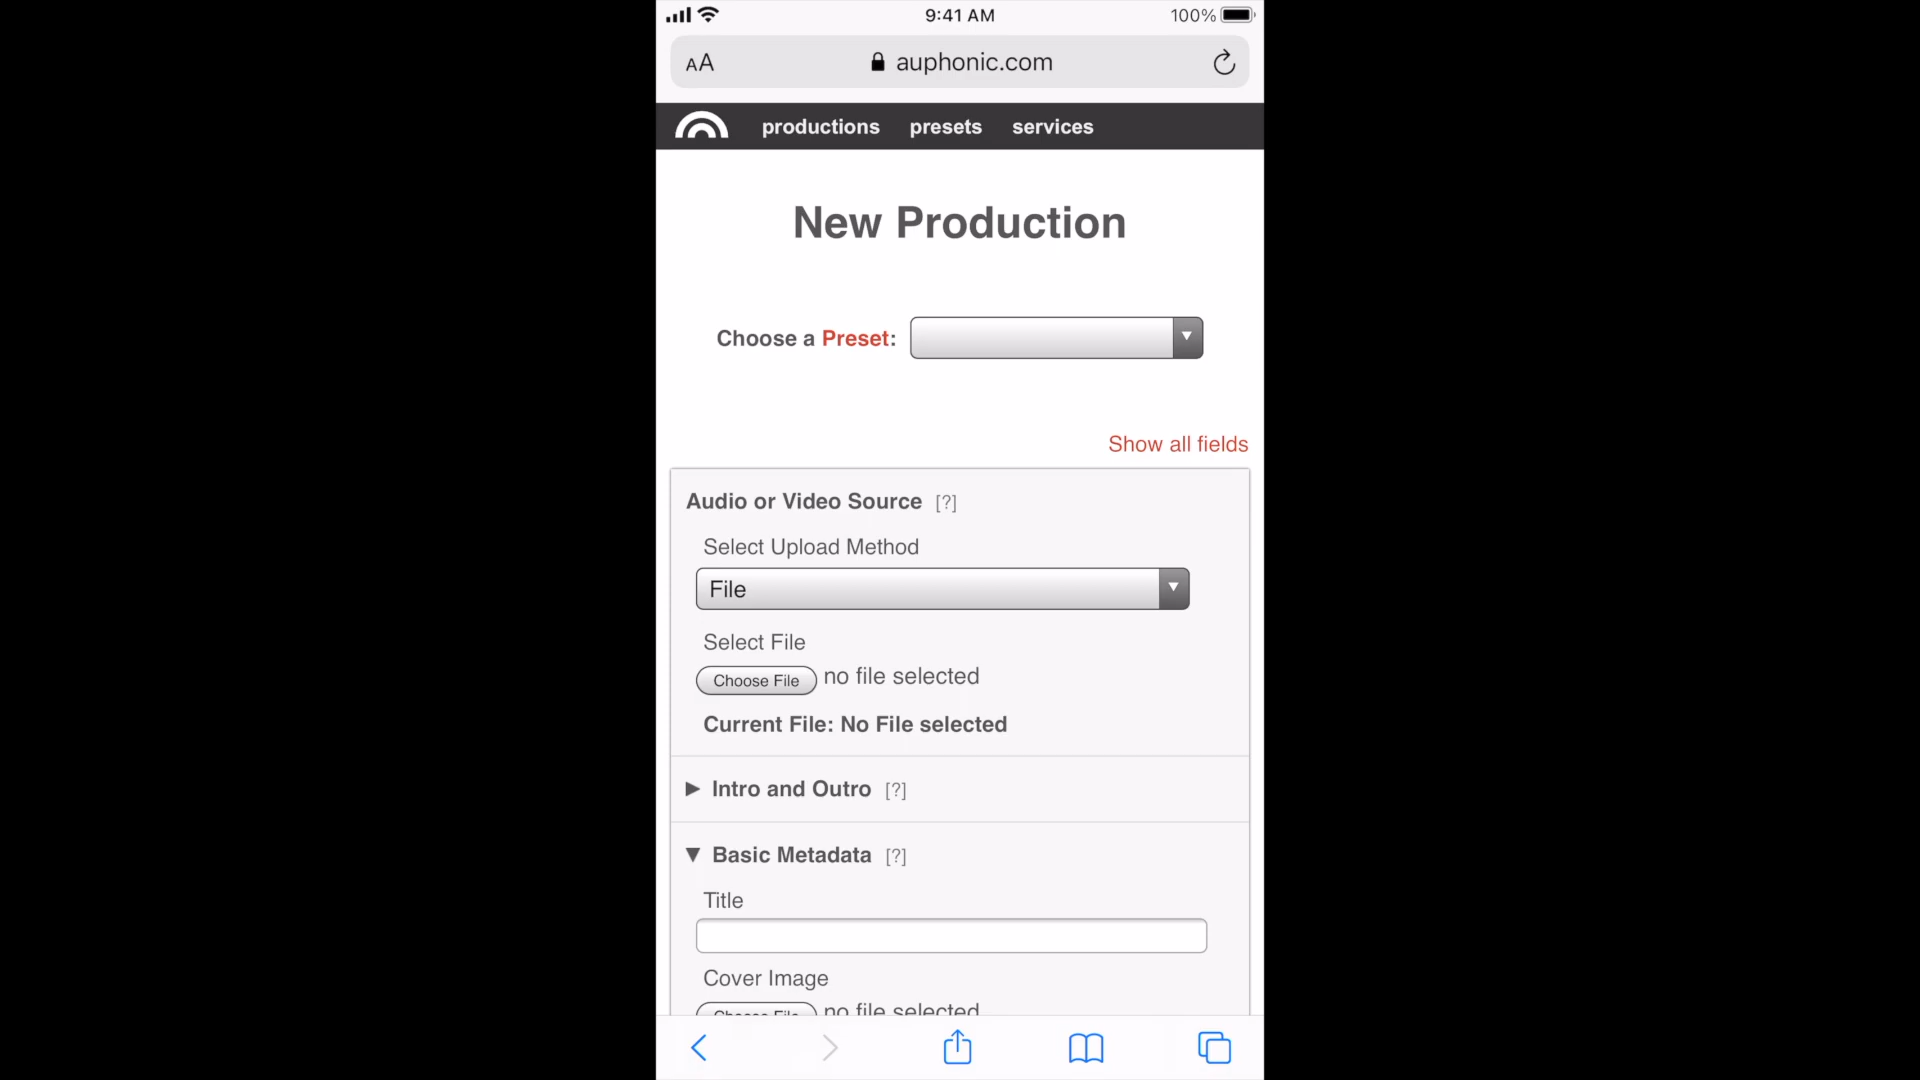 9:41 AM 100%
AA auphonic.com
productions presets services
New Production
Choose a Preset:
Show all fields
Audio or Video Source [?]
Select Upload Method
File
Select File
Choose File no file selected
Current File: No File selected
Intro and Outro [?]
Basic Metadata [?]
Title
Cover Image
Choose File no file selected